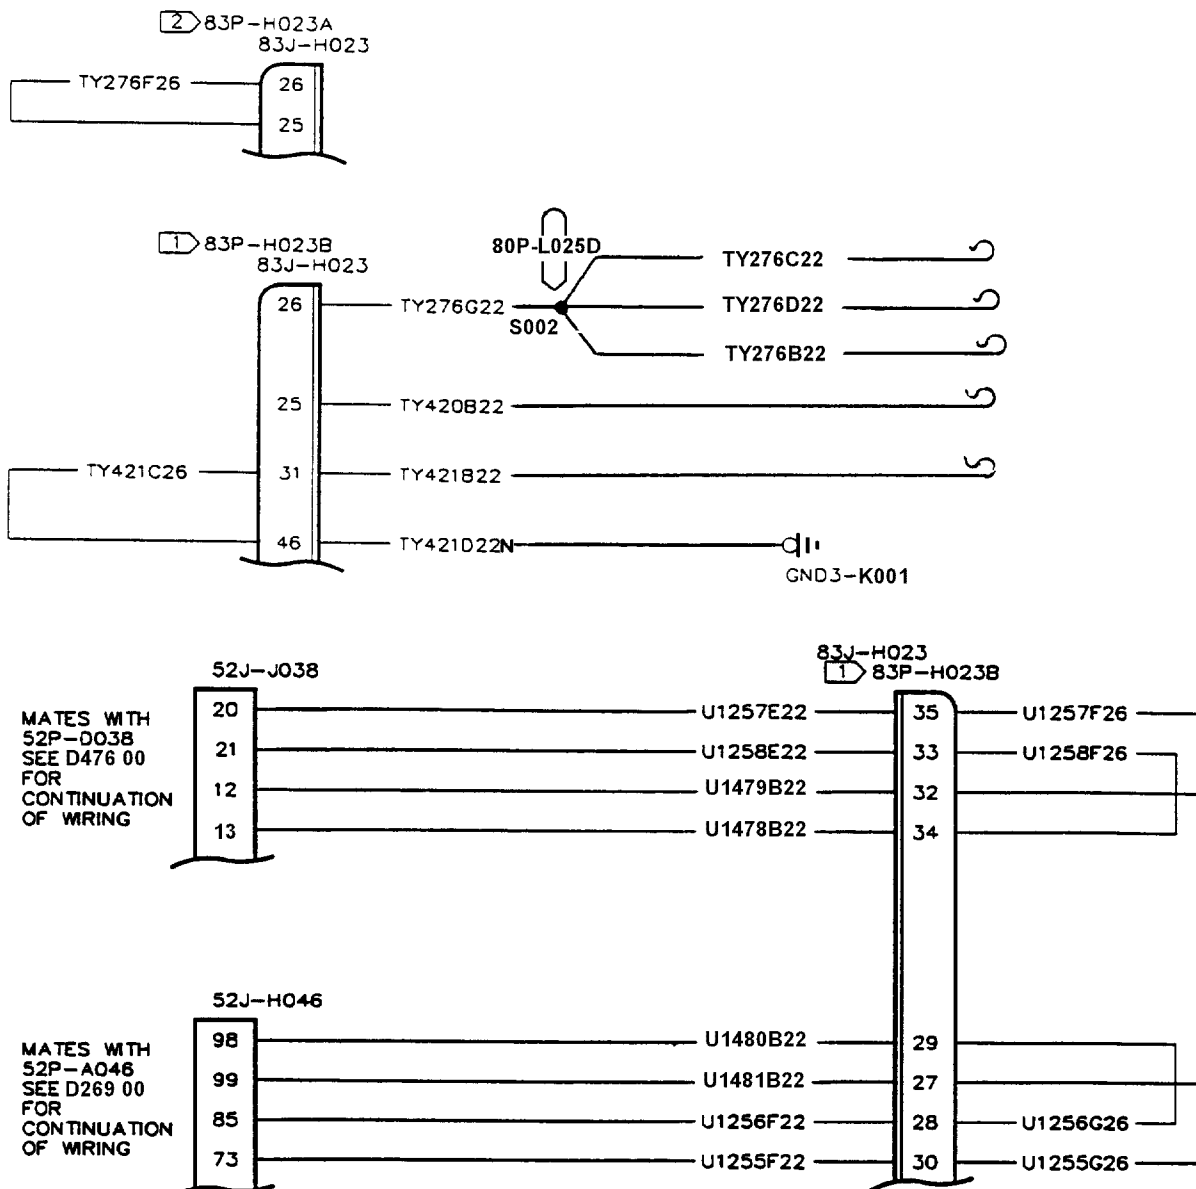 2 83P-H023A
83J-H023
TY276F26
26
25
1 83P-H023B
83J-H023
80P-L025D
26
TY276G22
S002
TY276C22
TY276D22
TY276B22
25
TY420B22
TY421C26
31
TY421B22
46
TY421D22N
GND3-K001
52J-J038
MATES WITH
52P-D038
SEE D476 00
FOR
CONTINUATION
OF WIRING
20
21
12
13
U1257E22
U1258E22
U1479B22
U1478B22
83J-H023
1 83P-H023B
35
33
32
34
U1257F26
U1258F26
52J-H046
MATES WITH
52P-A046
SEE D269 00
FOR
CONTINUATION
OF WIRING
98
99
85
73
U1480B22
U1481B22
U1256F22
U1255F22
29
27
28
30
U1256G26
U1255G26